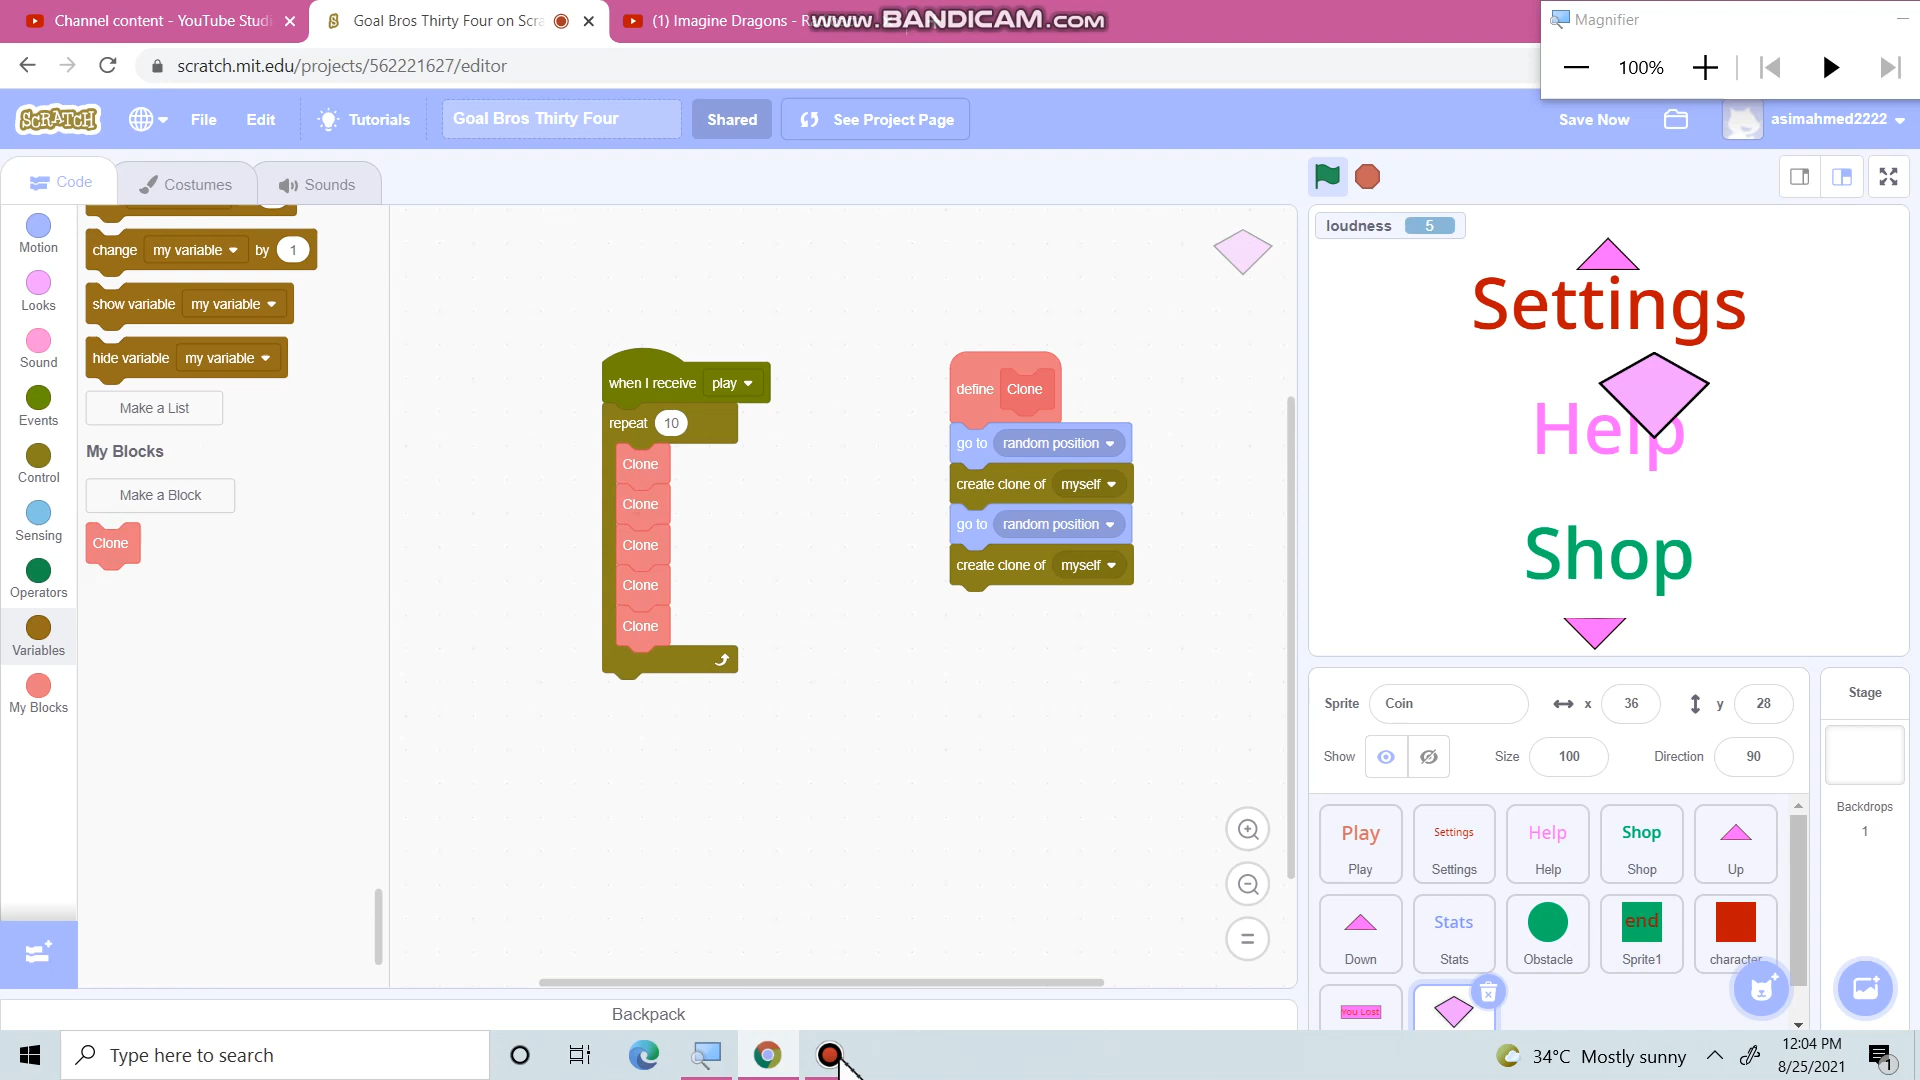 Channel content - YouTube Studi
Goal Bros Thirty Four on Scra
(1) Imagine Dragons - R
www.BANDICAM.com
Magnifier
100%
scratch.mit.edu/projects/562221627/editor
SCRATCH
File
Edit
Tutorials
Goal Bros Thirty Four
Shared
See Project Page
Save Now
asimahmed2222
Code
Costumes
Sounds
Motion
Looks
Sound
Events
Control
Sensing
Operators
Variables
My Blocks
change my variable by 1
show variable my variable
hide variable my variable
Make a List
My Blocks
Make a Block
Clone
when I receive play
repeat 10
Clone
Clone
Clone
Clone
Clone
define Clone
go to random position
create clone of myself
go to random position
create clone of myself
loudness 5
Settings
Help
Shop
Sprite Coin x 36 y 28
Show Size 100 Direction 90
Stage
Backdrops
1
Play
Play
Settings
Settings
Help
Help
Shop
Shop
Up
Down
Stats
Stats
Obstacle
end
Sprite1
character
You Lost
Backpack
Type here to search
34°C Mostly sunny
12:04 PM
8/25/2021
1